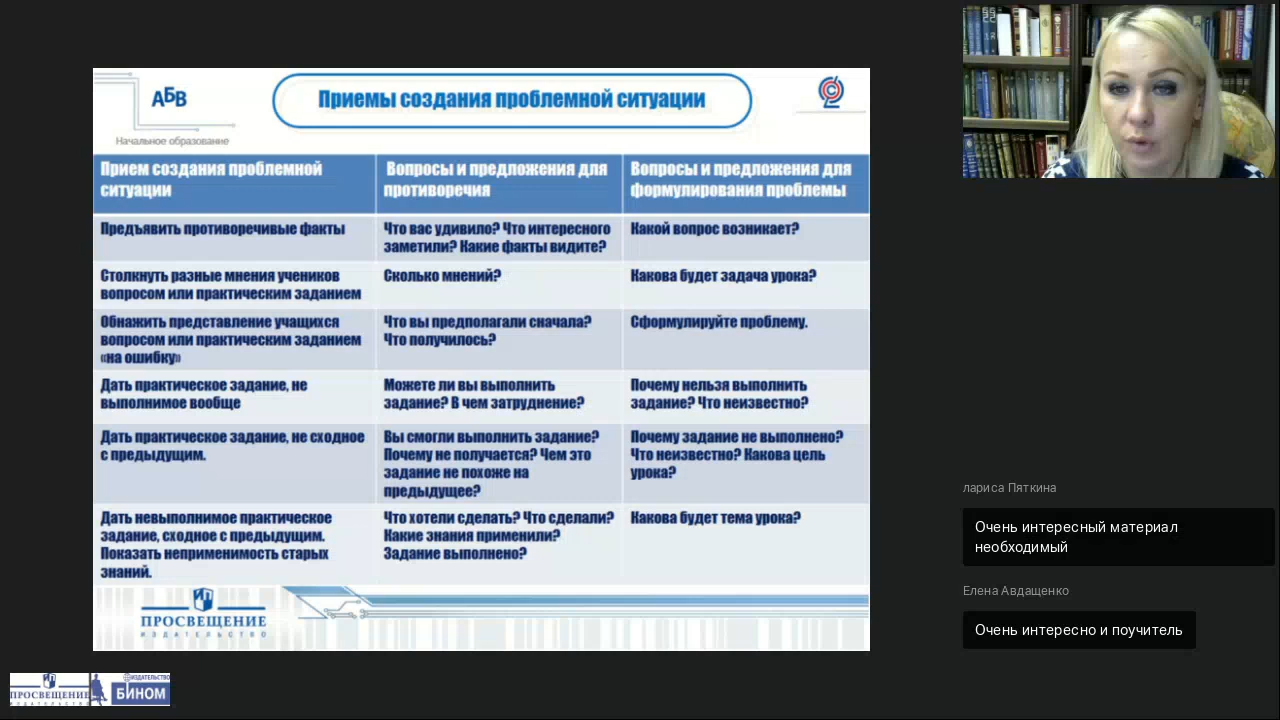 АБВ
Начальное образование
Приемы создания проблемной ситуации
Прием создания проблемной
ситуации
Вопросы и предложения для
противоречия
Вопросы и предложения для
формулирования проблемы
Предъявить противоречивые факты
Что вас удивило? Что интересного
заметили? Какие факты видите?
Какой вопрос возникает?
Столкнуть разные мнения учеников
вопросом или практическим заданием
Сколько мнений?
Какова будет задача урока?
Обнажить представление учащихся
вопросом или практическим заданием
«на ошибку»
Что вы предполагали сначала?
Что получилось?
Сформулируйте проблему.
Дать практическое задание, не
выполнимое вообще
Можете ли вы выполнить
задание? В чем затруднение?
Почему нельзя выполнить
задание? Что неизвестно?
Дать практическое задание, не сходное
с предыдущим.
Вы смогли выполнить задание?
Почему не получается? Чем это
задание не похоже на
предыдущее?
Почему задание не выполнено?
Что неизвестно? Какова цель
урока?
Дать невыполнимое практическое
задание, сходное с предыдущим.
Показать неприменимость старых
знаний.
Что хотели сделать? Что сделали?
Какие знания применили?
Задание выполнено?
Какова будет тема урока?
ПРОСВЕЩЕНИЕ
ИЗДАТЕЛЬСТВО
лариса Пяткина
Очень интересный материал
необходимый
Елена Авдащенко
Очень интересно и поучитель
ПРОСВЕЩЕНИЕ
ИЗДАТЕЛЬСТВО
ИЗДАТЕЛЬСТВО
БИНОМ